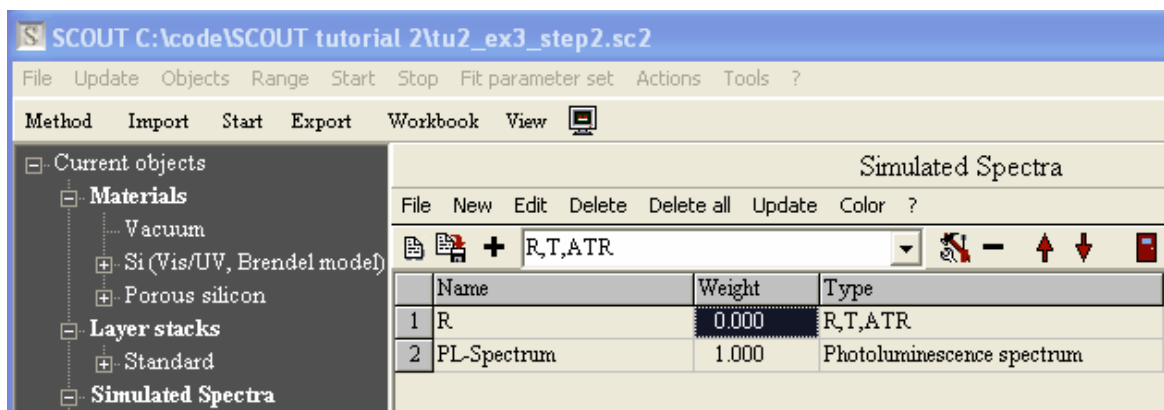 SCOUT C:\code\SCOUT tutorial 2\tu2_ex3_step2.sc2
File Update Objects Range Start Stop Fit parameter set Actions Tools ?
Method Import Start Export Workbook View
Current objects
Materials
Vacuum
Si (Vis/UV, Brendel model)
Porous silicon
Layer stacks
Standard
Simulated Spectra
Simulated Spectra
File New Edit Delete Delete all Update Color ?
R,T,ATR
Name Weight Type
1 R 0.000 R,T,ATR
2 PL-Spectrum 1.000 Photoluminescence spectrum